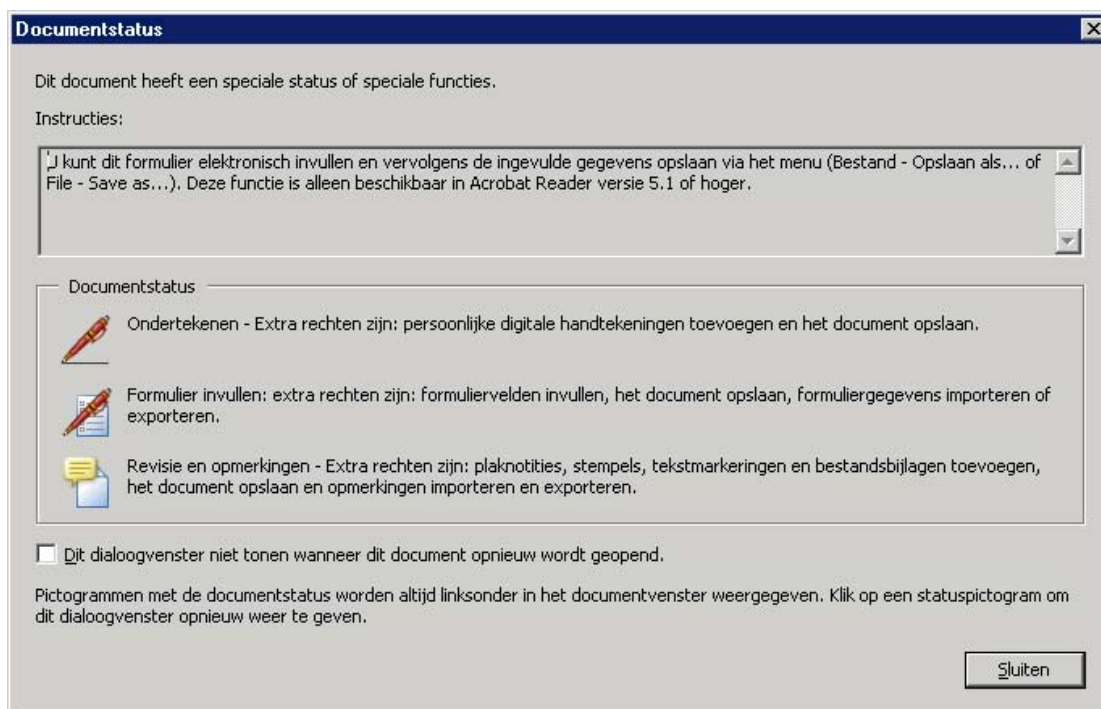 Documentstatus
Dit document heeft een speciale status of speciale functies.
Instructies:
U kunt dit formulier elektronisch invullen en vervolgens de ingevulde gegevens opslaan via het menu (Bestand - Opslaan als... of
File - Save as...). Deze functie is alleen beschikbaar in Acrobat Reader versie 5.1 of hoger.
Documentstatus
Ondertekenen - Extra rechten zijn: persoonlijke digitale handtekeningen toevoegen en het document opslaan.
Formulier invullen: extra rechten zijn: formuliervelden invullen, het document opslaan, formuliergegevens importeren of
exporteren.
Revisie en opmerkingen - Extra rechten zijn: plaknotities, stempels, tekstmarkeringen en bestandsbijlagen toevoegen,
het document opslaan en opmerkingen importeren en exporteren.
Dit dialoogvenster niet tonen wanneer dit document opnieuw wordt geopend.
Pictogrammen met de documentstatus worden altijd linksonder in het documentvenster weergegeven. Klik op een statuspictogram om
dit dialoogvenster opnieuw weer te geven.
Sluiten